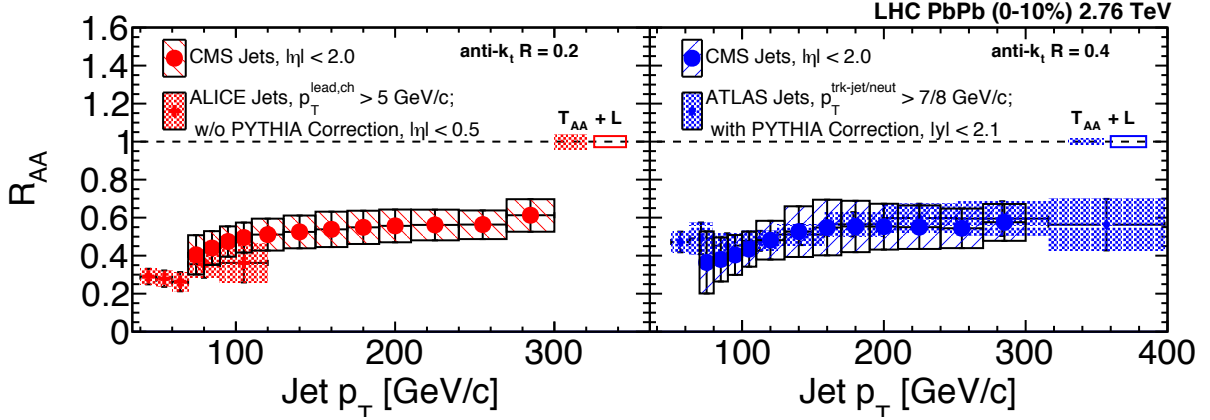 LHC PbPb (0-10%) 2.76 TeV
CMS Jets, |η| < 2.0
anti-k_t R = 0.2
ALICE Jets, p_T^lead,ch > 5 GeV/c;
w/o PYTHIA Correction, |η| < 0.5
T_AA + L
CMS Jets, |η| < 2.0
anti-k_t R = 0.4
ATLAS Jets, p_T^trk-jet/neut > 7/8 GeV/c;
with PYTHIA Correction, |y| < 2.1
T_AA + L
R_AA
1.6
1.4
1.2
1
0.8
0.6
0.4
0.2
0
100
200
300
100
200
300
400
Jet p_T [GeV/c]
Jet p_T [GeV/c]